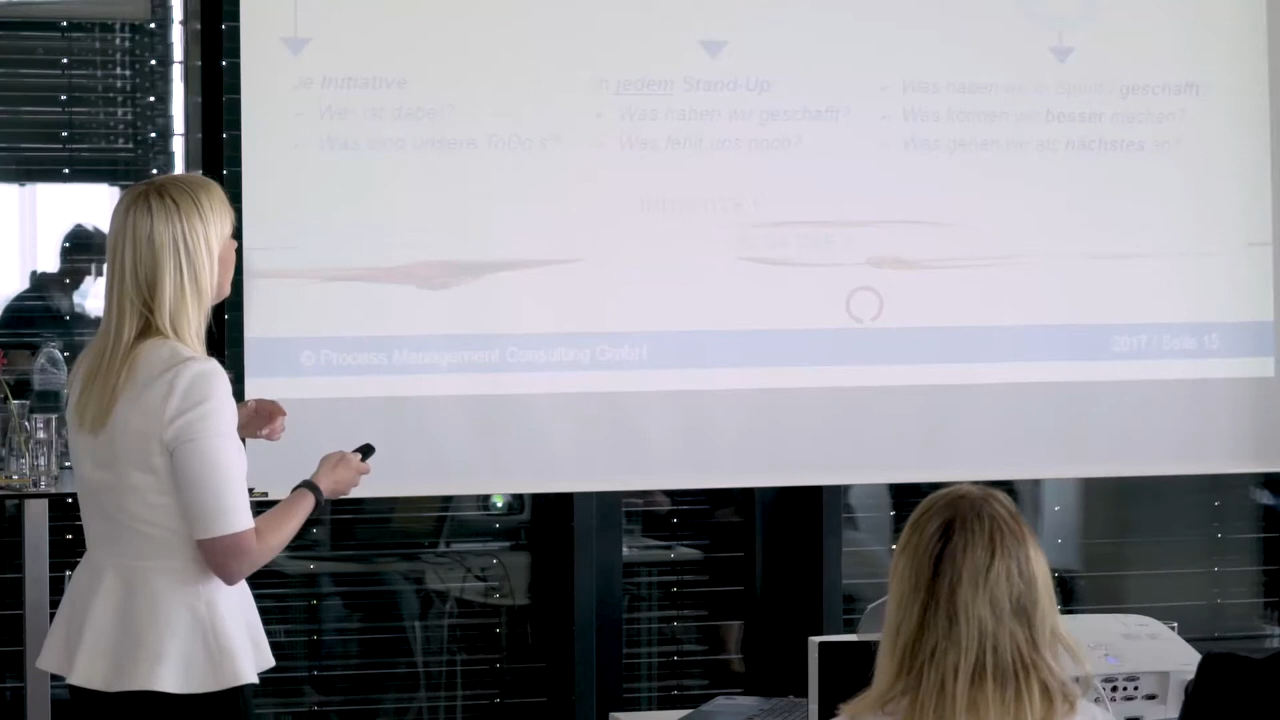 je Initiative
- Wer ist dabei?
- Was sind unsere ToDo's?
in jedem Stand-Up
- Was haben wir geschafft?
- Was fehlt uns noch?
- Was haben wir im Sprint geschafft
- Was können wir besser machen?
- Was gehen wir als nächstes an?
© Process Management Consulting GmbH
2017 / Seite 15